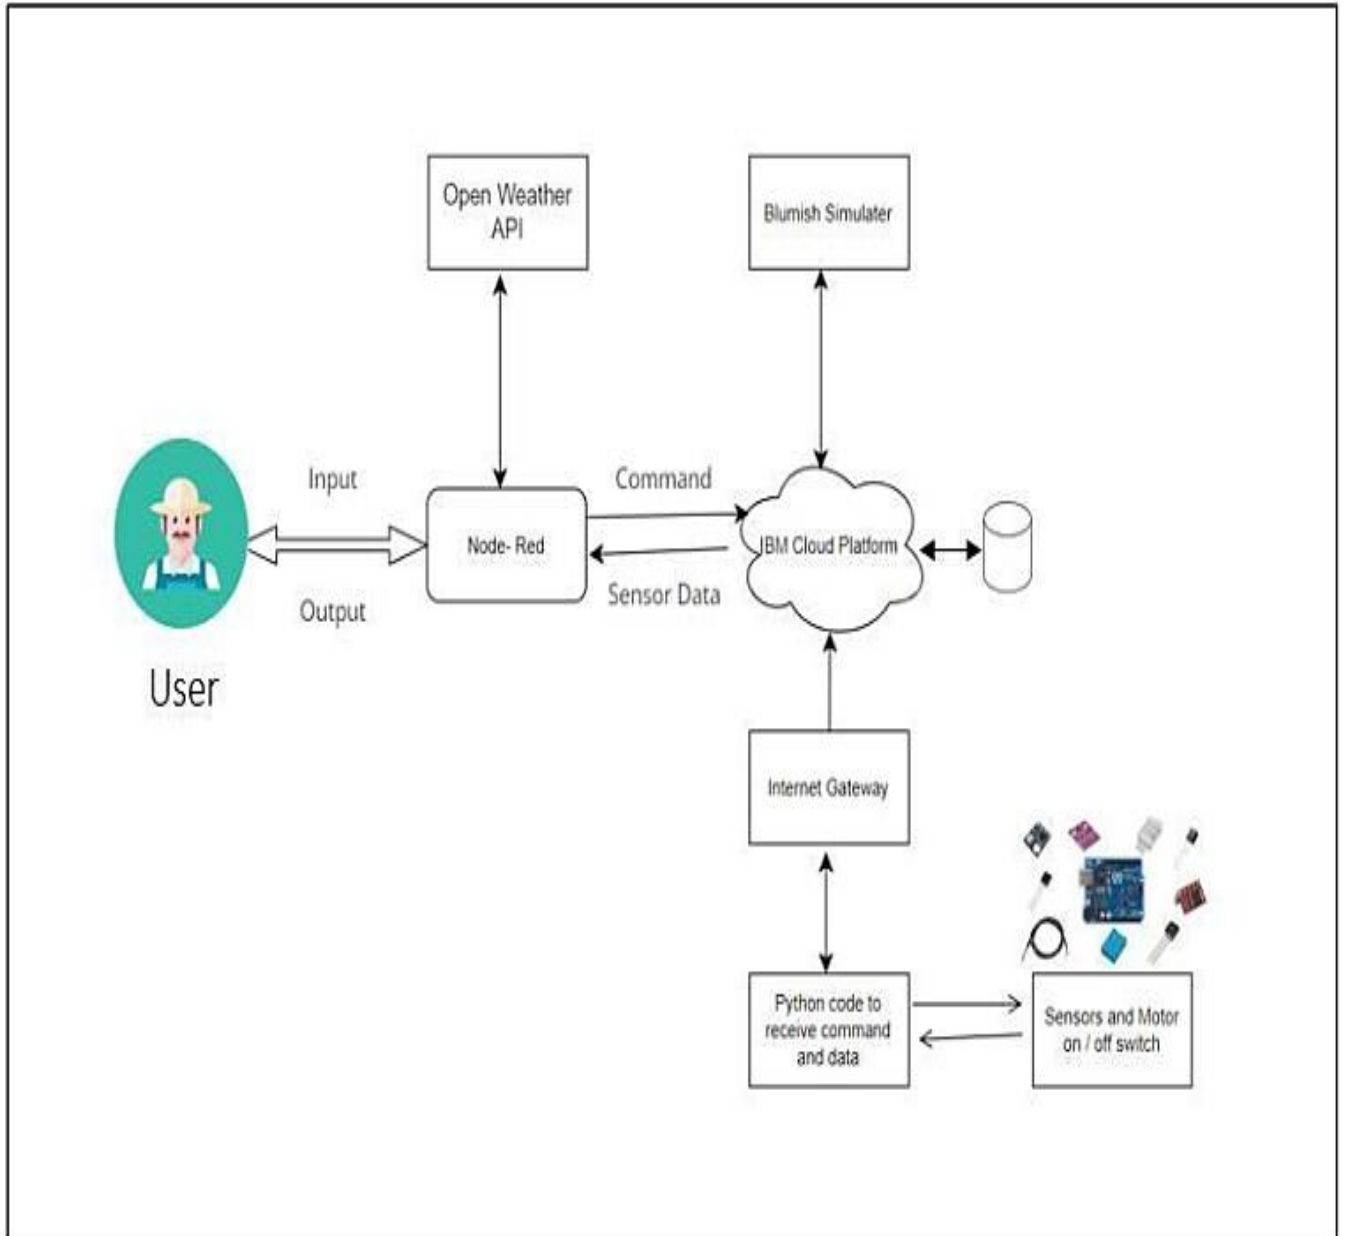 Open Weather
API
Blumish Simulater
Input
Command
Node- Red
IBM Cloud Platform
Output
Sensor Data
User
Internet Gateway
Python code to
receive command
and data
Sensors and Motor
on / off switch